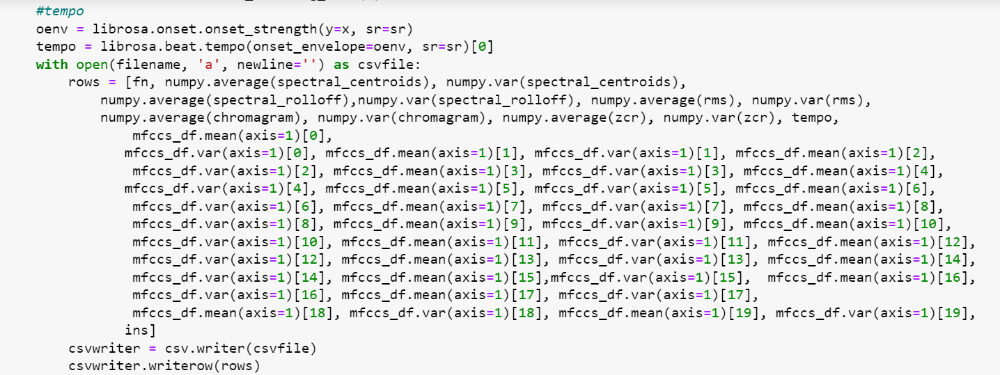 #tempo
oenv = librosa.onset.onset_strength(y=x, sr=sr)
tempo = librosa.beat.tempo(onset_envelope=oenv, sr=sr)[0]
with open(filename, 'a', newline='') as csvfile:
    rows = [fn, numpy.average(spectral_centroids), numpy.var(spectral_centroids),
        numpy.average(spectral_rolloff),numpy.var(spectral_rolloff), numpy.average(rms), numpy.var(rms),
        numpy.average(chromagram), numpy.var(chromagram), numpy.average(zcr), numpy.var(zcr), tempo,
            mfccs_df.mean(axis=1)[0],
           mfccs_df.var(axis=1)[0], mfccs_df.mean(axis=1)[1], mfccs_df.var(axis=1)[1], mfccs_df.mean(axis=1)[2],
            mfccs_df.var(axis=1)[2], mfccs_df.mean(axis=1)[3], mfccs_df.var(axis=1)[3], mfccs_df.mean(axis=1)[4],
           mfccs_df.var(axis=1)[4], mfccs_df.mean(axis=1)[5], mfccs_df.var(axis=1)[5], mfccs_df.mean(axis=1)[6],
            mfccs_df.var(axis=1)[6], mfccs_df.mean(axis=1)[7], mfccs_df.var(axis=1)[7], mfccs_df.mean(axis=1)[8],
            mfccs_df.var(axis=1)[8], mfccs_df.mean(axis=1)[9], mfccs_df.var(axis=1)[9], mfccs_df.mean(axis=1)[10],
            mfccs_df.var(axis=1)[10], mfccs_df.mean(axis=1)[11], mfccs_df.var(axis=1)[11], mfccs_df.mean(axis=1)[12],
            mfccs_df.var(axis=1)[12], mfccs_df.mean(axis=1)[13], mfccs_df.var(axis=1)[13], mfccs_df.mean(axis=1)[14],
            mfccs_df.var(axis=1)[14], mfccs_df.mean(axis=1)[15],mfccs_df.var(axis=1)[15],  mfccs_df.mean(axis=1)[16],
            mfccs_df.var(axis=1)[16], mfccs_df.mean(axis=1)[17], mfccs_df.var(axis=1)[17],
            mfccs_df.mean(axis=1)[18], mfccs_df.var(axis=1)[18], mfccs_df.mean(axis=1)[19], mfccs_df.var(axis=1)[19],
           ins]
    csvwriter = csv.writer(csvfile)
    csvwriter.writerow(rows)